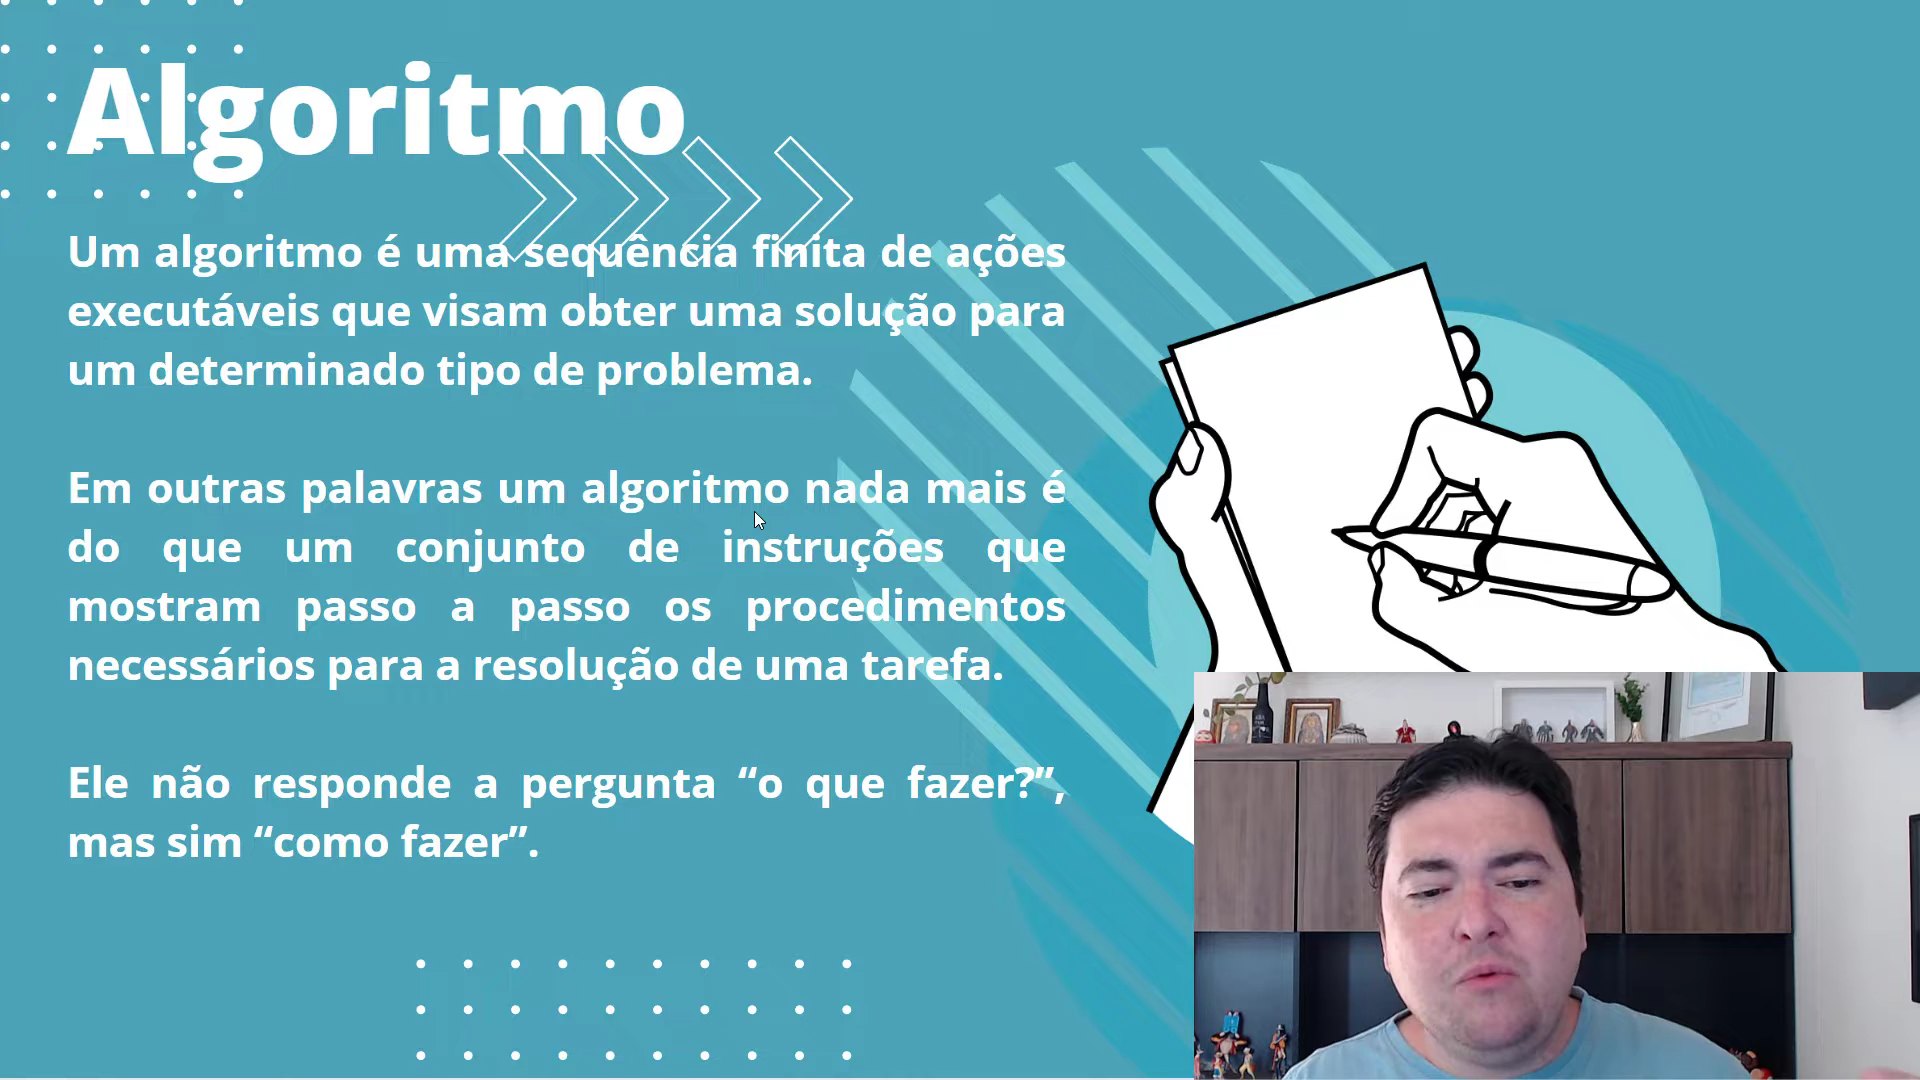 Algoritmo
Um algoritmo é uma sequência finita de ações
executáveis que visam obter uma solução para
um determinado tipo de problema.
Em outras palavras um algoritmo nada mais é
do que um conjunto de instruções que
mostram passo a passo os procedimentos
necessários para a resolução de uma tarefa.
Ele não responde a pergunta “o que fazer?”,
mas sim “como fazer”.